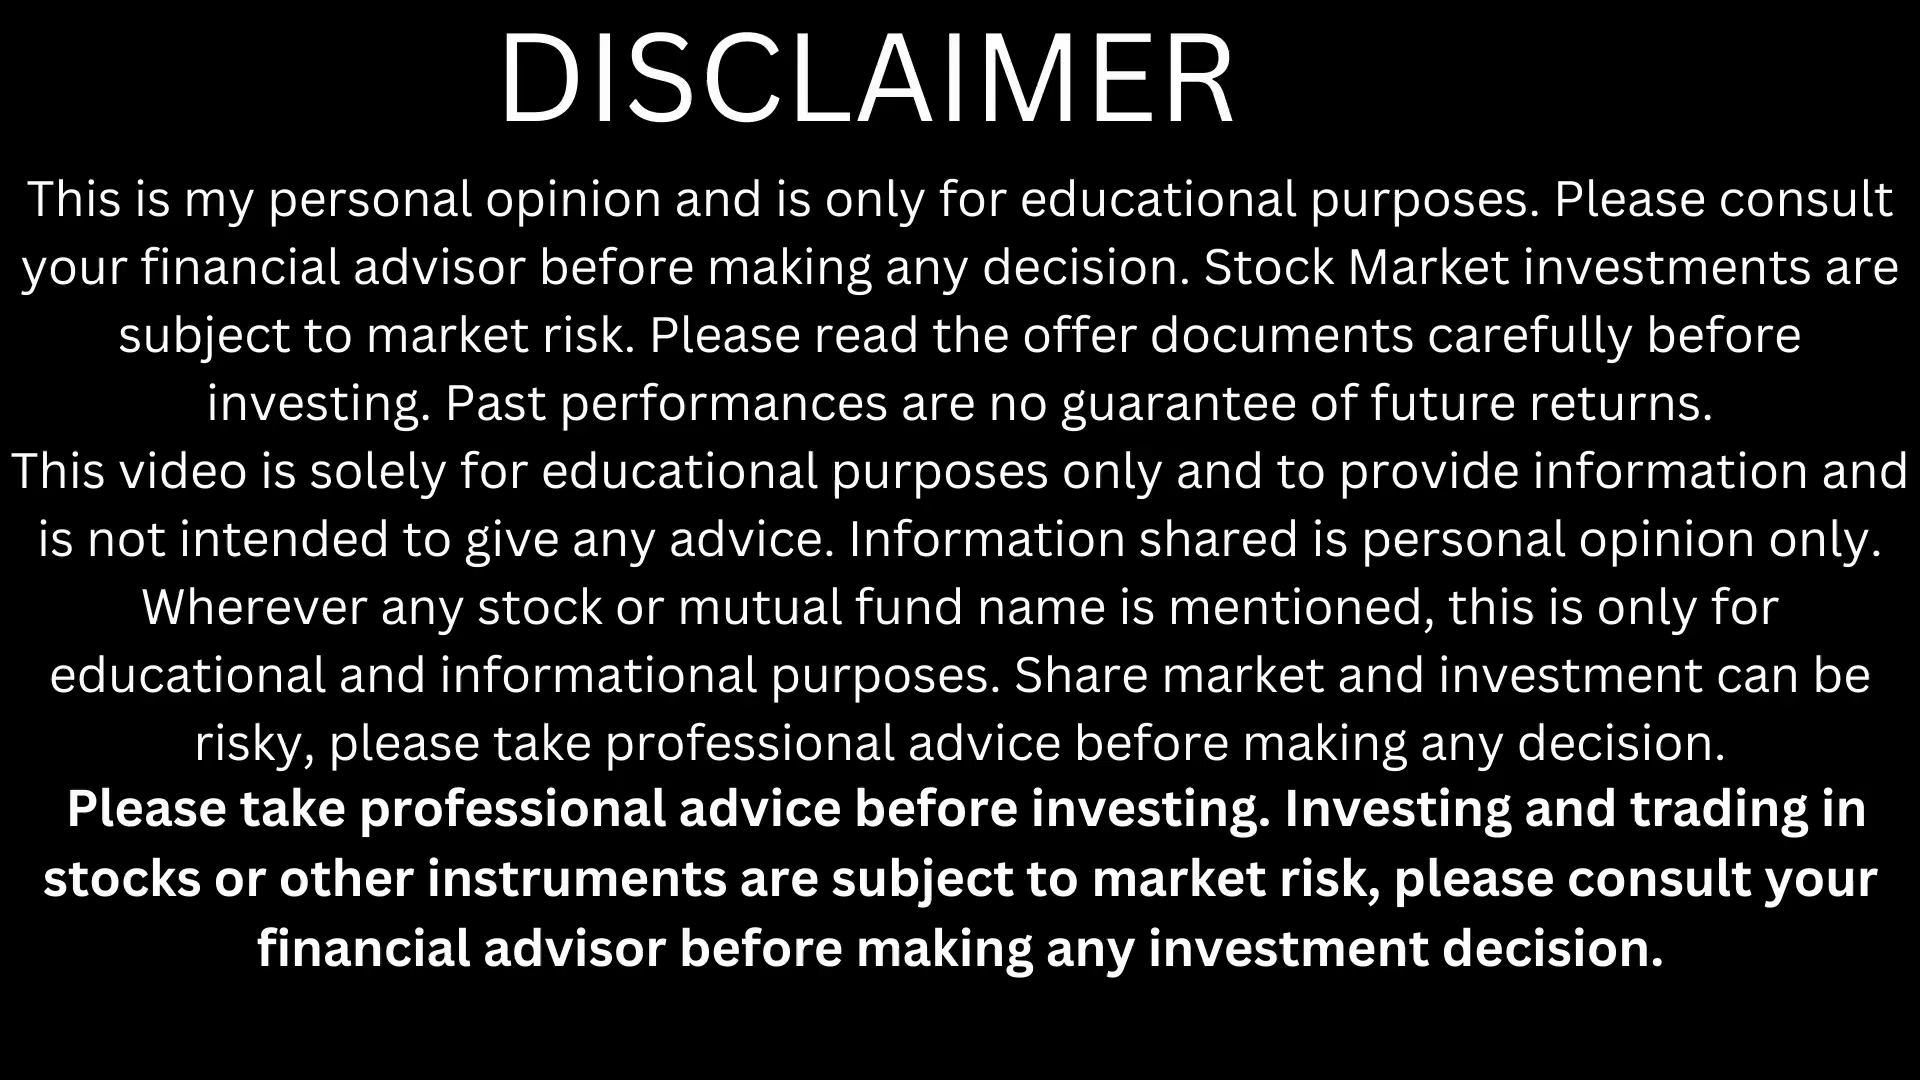 DISCLAIMER
This is my personal opinion and is only for educational purposes. Please consult
your financial advisor before making any decision. Stock Market investments are
subject to market risk. Please read the offer documents carefully before
investing. Past performances are no guarantee of future returns.
This video is solely for educational purposes only and to provide information and
is not intended to give any advice. Information shared is personal opinion only.
Wherever any stock or mutual fund name is mentioned, this is only for
educational and informational purposes. Share market and investment can be
risky, please take professional advice before making any decision.
Please take professional advice before investing. Investing and trading in
stocks or other instruments are subject to market risk, please consult your
financial advisor before making any investment decision.